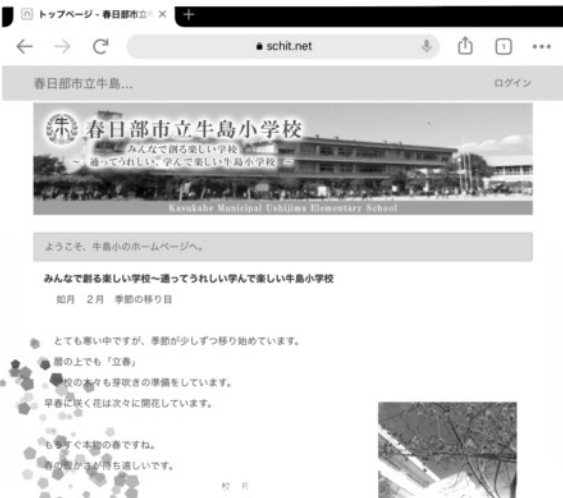 トップページ - 春日部市立
schit.net
1
春日部市立牛島...
ログイン
春日部市立牛島小学校
みんなで創る楽しい学校
～ 通ってうれしい、学んで楽しい牛島小学校 ～
Kasukabe Municipal Ushijima Elementary School
ようこそ、牛島小のホームページへ。
みんなで創る楽しい学校～通ってうれしい学んで楽しい牛島小学校
如月 2月 季節の移り目
とても寒い中ですが、季節が少しずつ移り始めています。
暦の上でも「立春」
校の木々も芽吹きの準備をしています。
早春に咲く花は次々に開花しています。
もうすぐ本物の春ですね。
春の暖かさが待ち遠しいです。
校 長